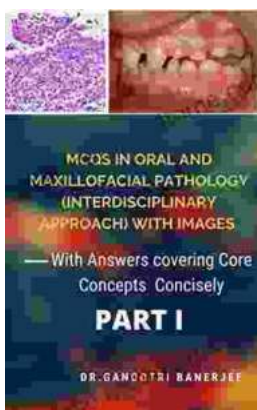 MCQS IN ORAL AND
MAXILLOFACIAL PATHOLOGY
(INTERDISCIPLINARY
APPROACH) WITH IMAGES
— With Answers covering Core
Concepts Concisely
PART I
DR.GANGOTRI BANERJEE